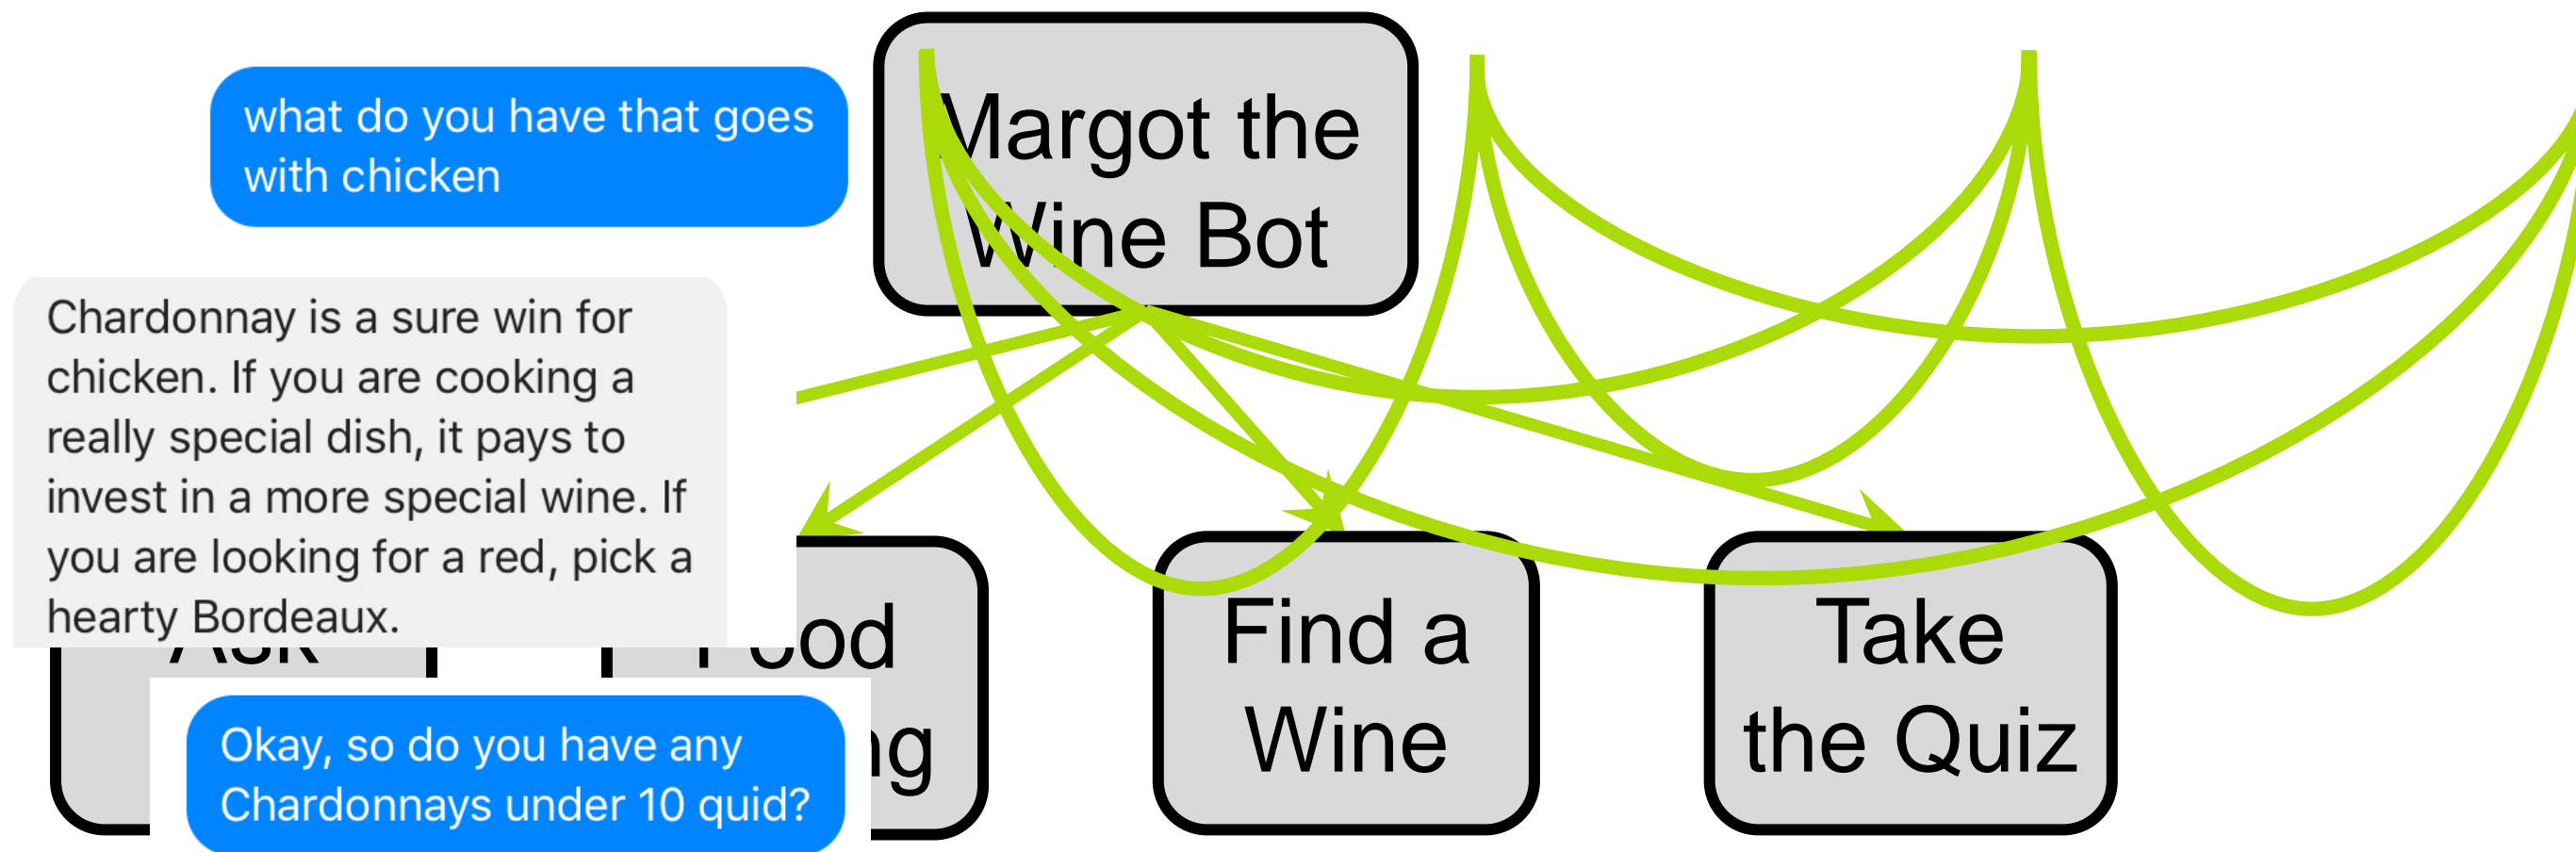 what do you have that goes
with chicken
Margot the
Wine Bot
Chardonnay is a sure win for
chicken. If you are cooking a
really special dish, it pays to
invest in a more special wine. If
you are looking for a red, pick a
hearty Bordeaux.
Ask
Food
Find a
Wine
Take
the Quiz
Okay, so do you have any
Chardonnays under 10 quid?